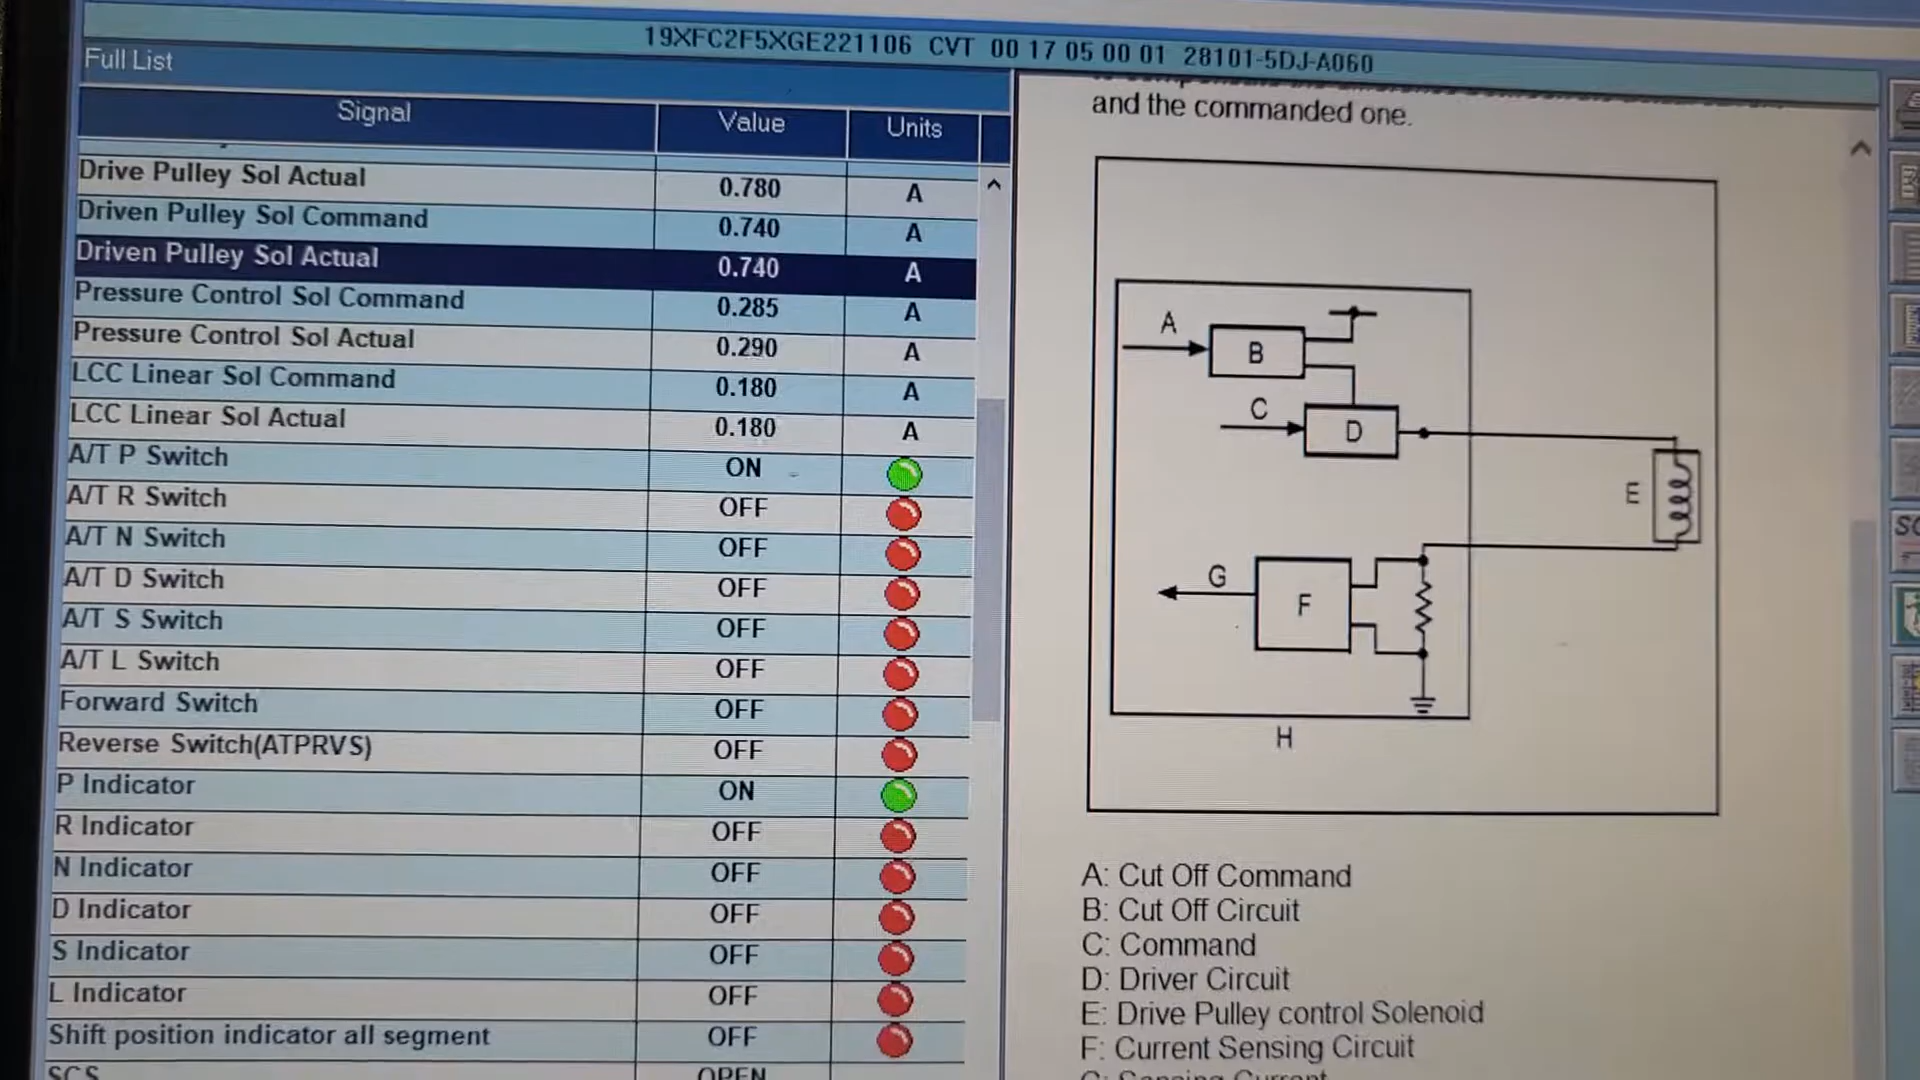 19XFC2F5XGE221106 CVT 00 17 05 00 01 28101-5DJ-A060
Full List
Signal Value Units
Drive Pulley Sol Actual 0.780 A
Driven Pulley Sol Command 0.740 A
Driven Pulley Sol Actual 0.740 A
Pressure Control Sol Command 0.285 A
Pressure Control Sol Actual 0.290 A
LCC Linear Sol Command 0.180 A
LCC Linear Sol Actual 0.180 A
A/T P Switch ON
A/T R Switch OFF
A/T N Switch OFF
A/T D Switch OFF
A/T S Switch OFF
A/T L Switch OFF
Forward Switch OFF
Reverse Switch(ATPRVS) OFF
P Indicator ON
R Indicator OFF
N Indicator OFF
D Indicator OFF
S Indicator OFF
L Indicator OFF
Shift position indicator all segment OFF
SCS OPEN
and the commanded one.
A
B
C
D
E
G
F
H
A: Cut Off Command
B: Cut Off Circuit
C: Command
D: Driver Circuit
E: Drive Pulley control Solenoid
F: Current Sensing Circuit
G: Sensing Current